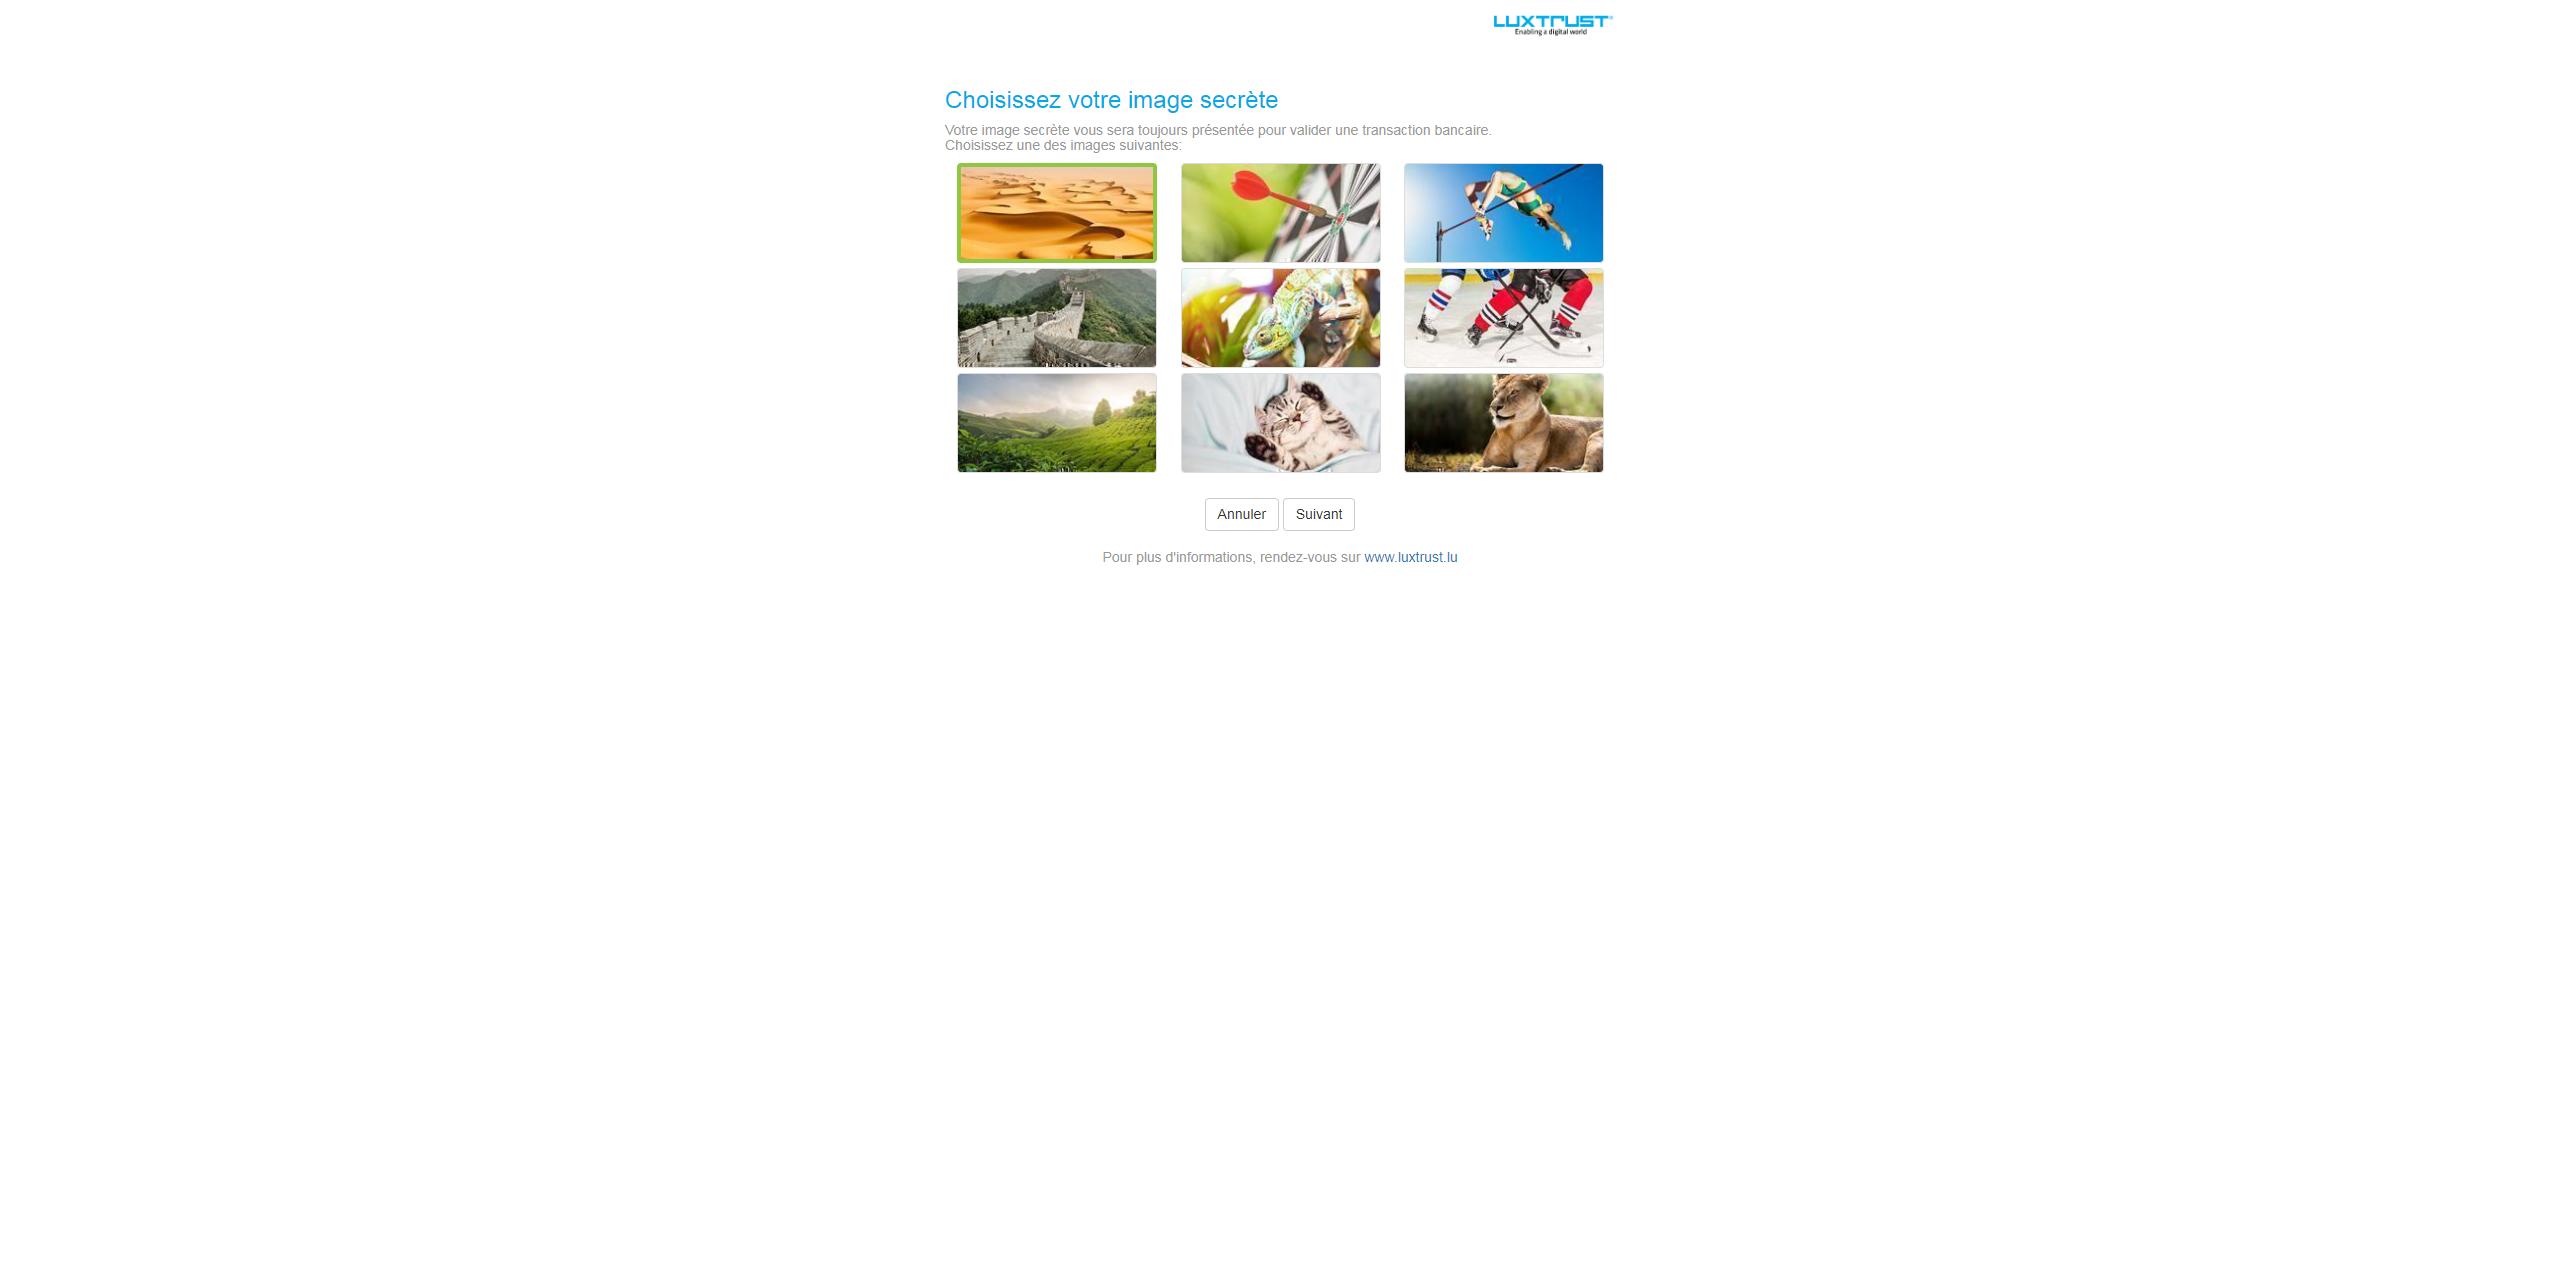 LUXTRUST
Enabling a digital world
Choisissez votre image secrète
Votre image secrète vous sera toujours présentée pour valider une transaction bancaire.
Choisissez une des images suivantes:
Annuler Suivant
Pour plus d'informations, rendez-vous sur www.luxtrust.lu